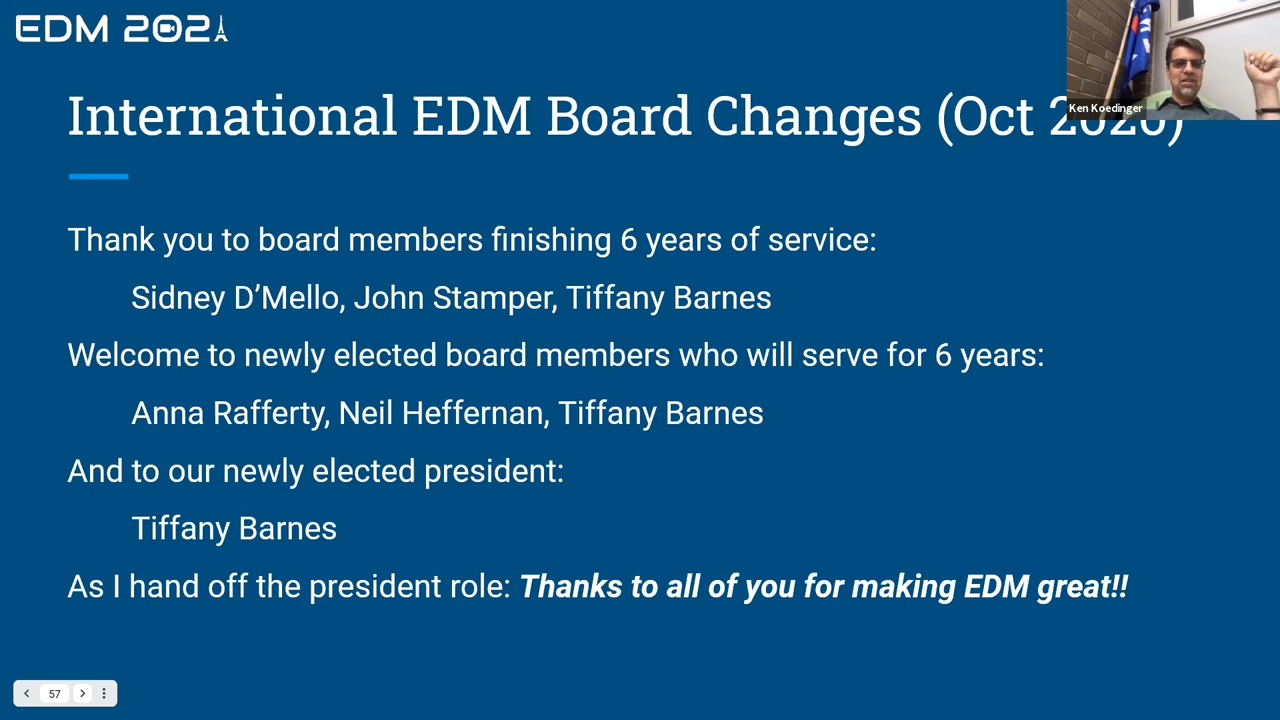 EDM 2021
Ken Koedinger
International EDM Board Changes (Oct 2020)
Thank you to board members finishing 6 years of service:
Sidney D’Mello, John Stamper, Tiffany Barnes
Welcome to newly elected board members who will serve for 6 years:
Anna Rafferty, Neil Heffernan, Tiffany Barnes
And to our newly elected president:
Tiffany Barnes
As I hand off the president role: Thanks to all of you for making EDM great!!
57